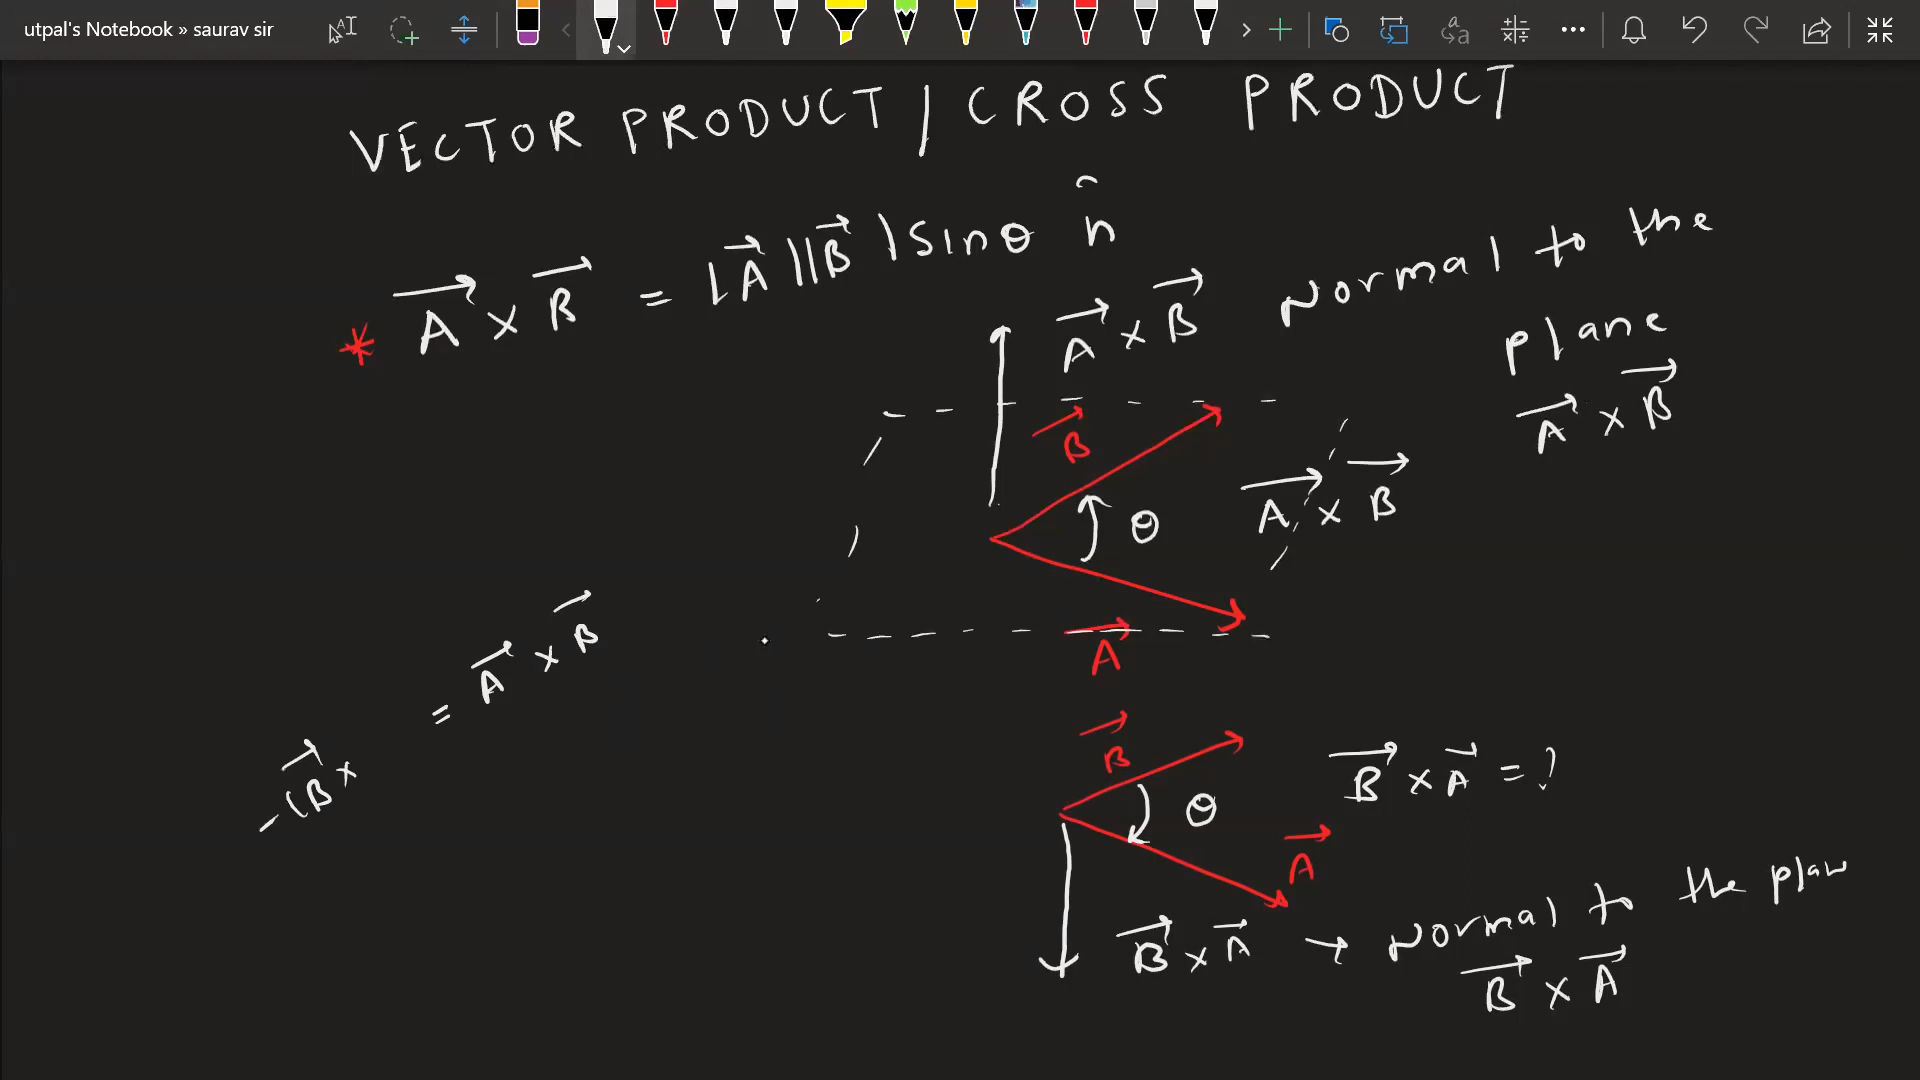 utpal's Notebook » saurav sir
VECTOR PRODUCT / CROSS PRODUCT
* A⃗ × B⃗ = |A⃗||B⃗| sinθ n̂
A⃗ × B⃗ Normal to the
plane
A⃗ × B⃗
B⃗
θ
A⃗ × B⃗
A⃗
-(B⃗ × = A⃗ × B⃗
B⃗
θ
B⃗ × A⃗ = ?
A⃗
B⃗ × A⃗ → Normal to the plan
B⃗ × A⃗